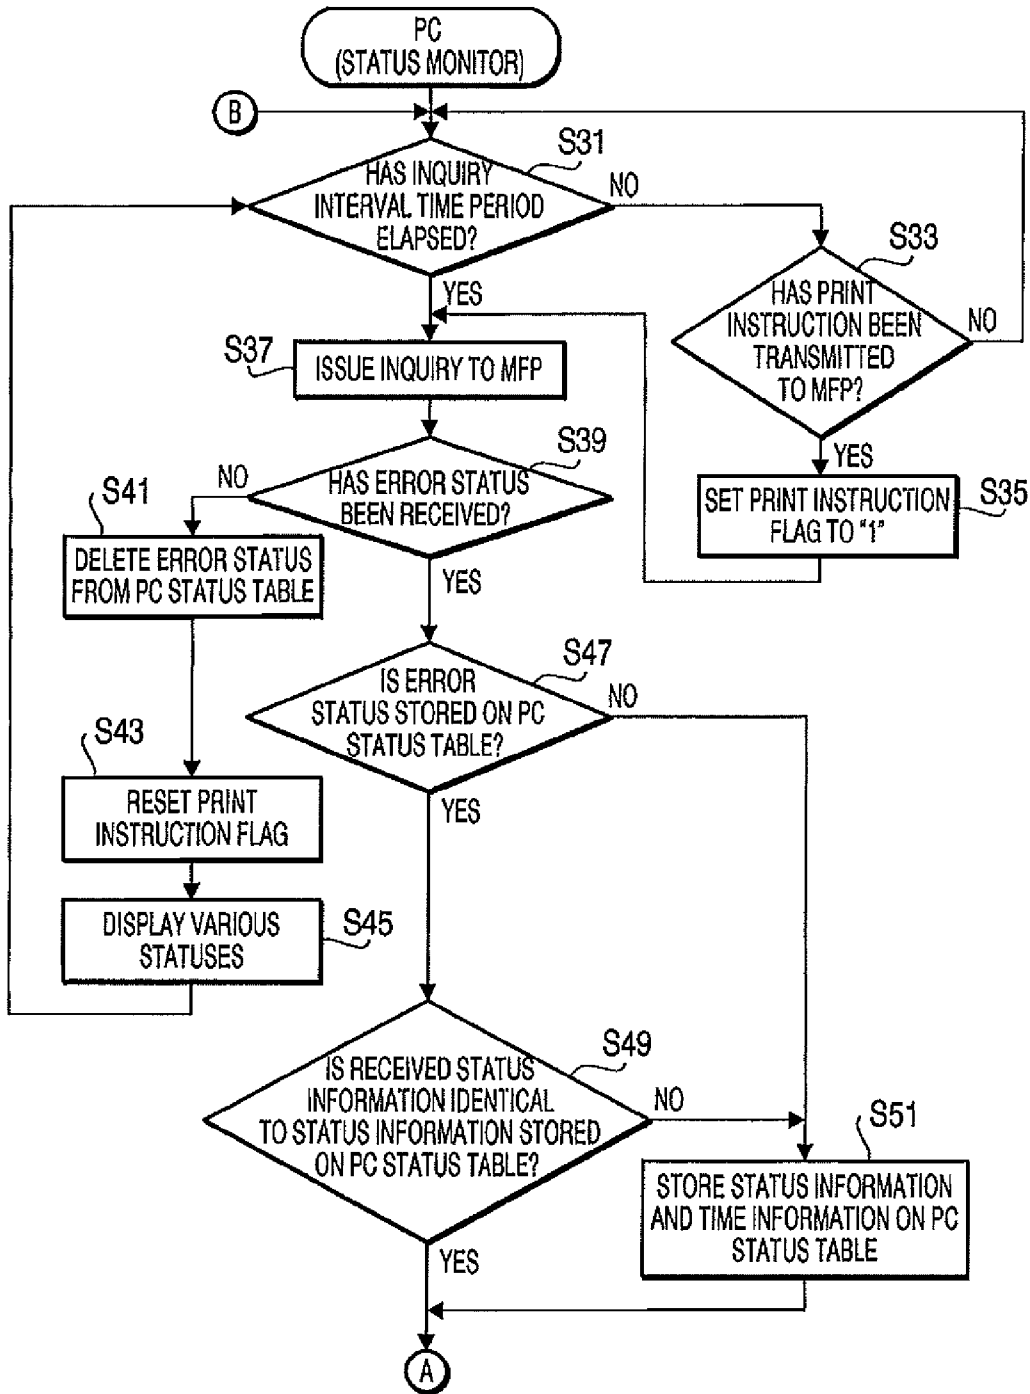 PC
(STATUS MONITOR)
B
S31
HAS INQUIRY
INTERVAL TIME PERIOD
ELAPSED?
NO
YES
S33
HAS PRINT
INSTRUCTION BEEN
TRANSMITTED
TO MFP?
NO
YES
S37
ISSUE INQUIRY TO MFP
S35
SET PRINT INSTRUCTION
FLAG TO "1"
S39
HAS ERROR STATUS
BEEN RECEIVED?
NO
YES
S41
DELETE ERROR STATUS
FROM PC STATUS TABLE
S47
IS ERROR
STATUS STORED ON PC
STATUS TABLE?
NO
YES
S43
RESET PRINT
INSTRUCTION FLAG
DISPLAY VARIOUS
STATUSES
S45
S49
IS RECEIVED STATUS
INFORMATION IDENTICAL
TO STATUS INFORMATION STORED
ON PC STATUS TABLE?
NO
YES
S51
STORE STATUS INFORMATION
AND TIME INFORMATION ON PC
STATUS TABLE
A